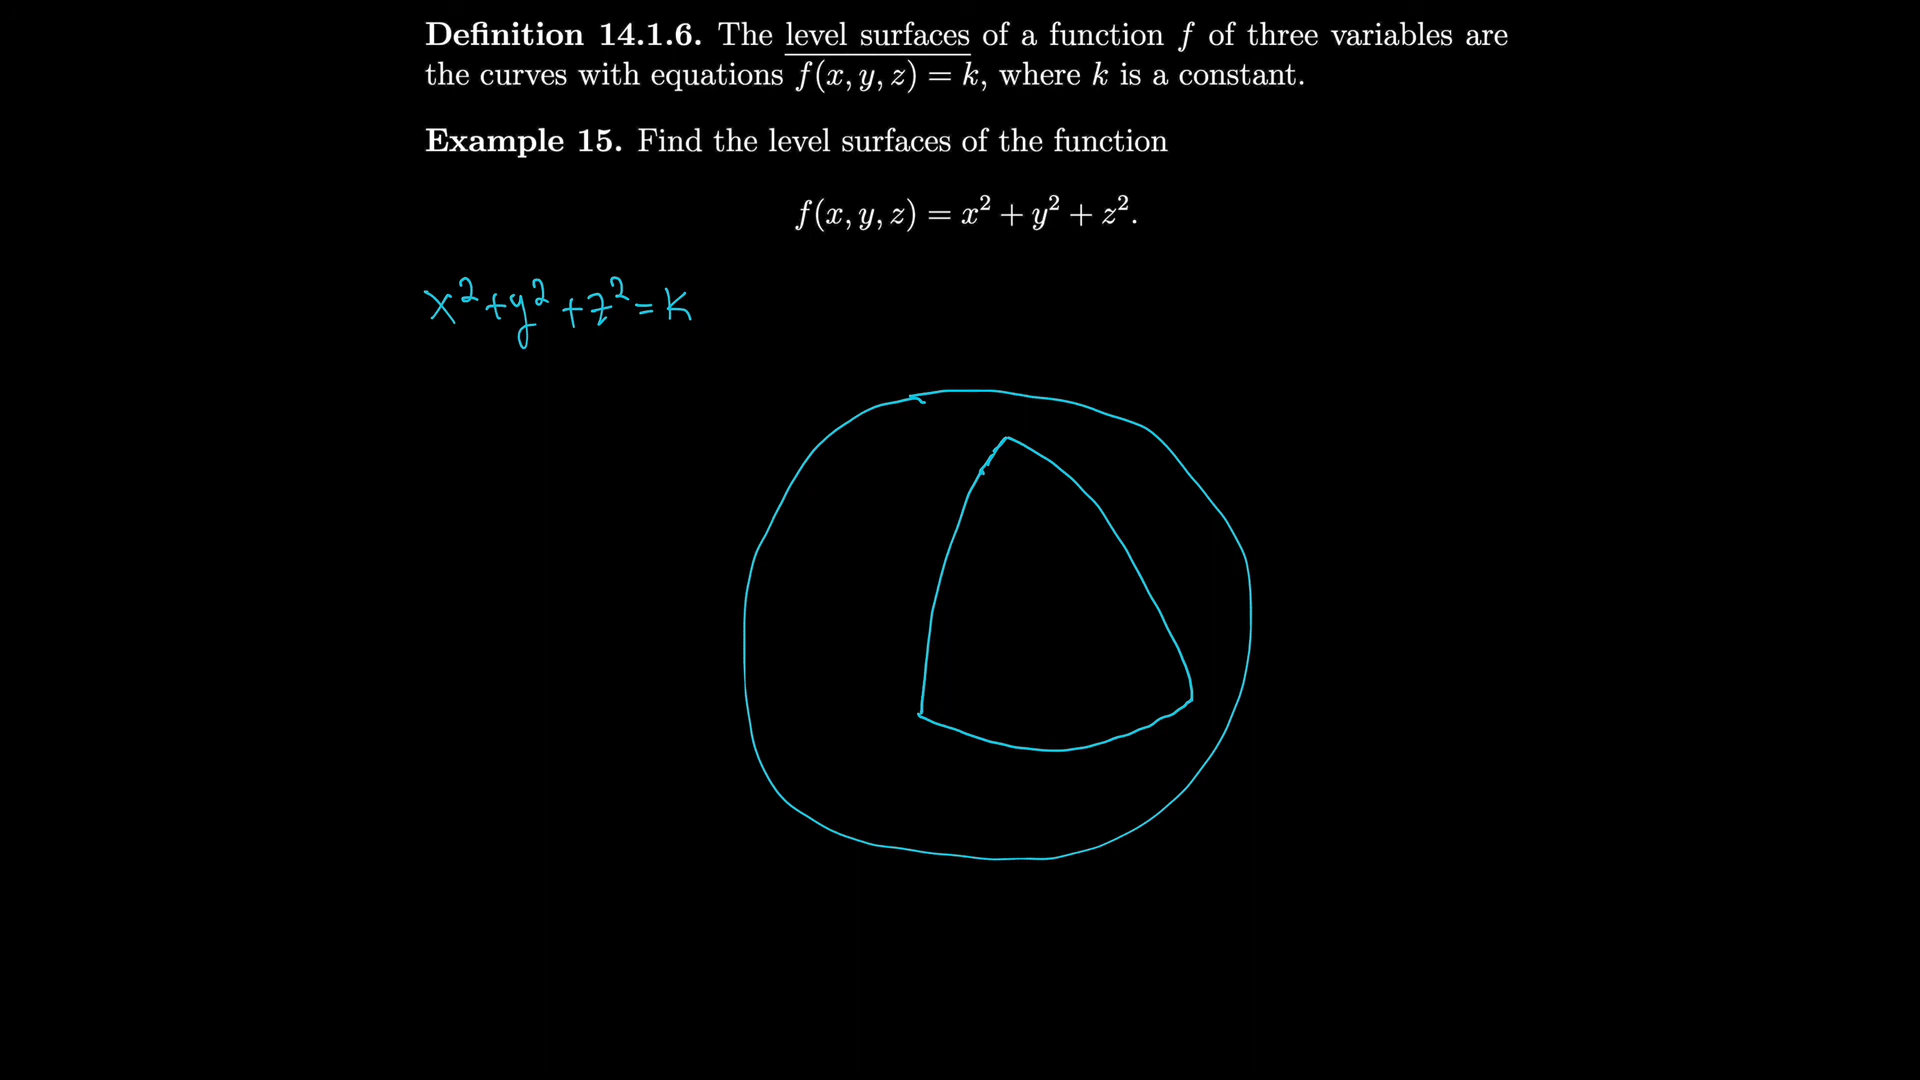 Definition 14.1.6. The level surfaces of a function f of three variables are
the curves with equations f(x, y, z) = k, where k is a constant.
Example 15. Find the level surfaces of the function
f(x, y, z) = x² + y² + z².
x² + y² + z² = k